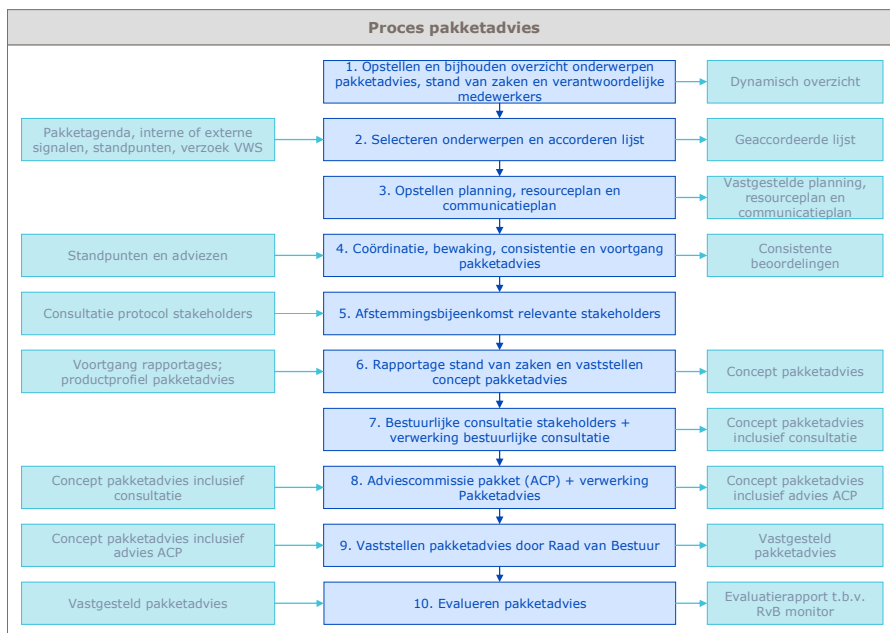 Proces pakketadvies
1. Opstellen en bijhouden overzicht onderwerpen
pakketadvies, stand van zaken en verantwoordelijke
medewerkers
Dynamisch overzicht
Pakketagenda, interne of externe
signalen, standpunten, verzoek VWS
2. Selecteren onderwerpen en accorderen lijst
Geaccordeerde lijst
3. Opstellen planning, resourceplan en
communicatieplan
Vastgestelde planning,
resourceplan en
communicatieplan
Standpunten en adviezen
4. Coördinatie, bewaking, consistentie en voortgang
pakketadvies
Consistente
beoordelingen
Consultatie protocol stakeholders
5. Afstemmingsbijeenkomst relevante stakeholders
Voortgang rapportages;
productprofiel pakketadvies
6. Rapportage stand van zaken en vaststellen
concept pakketadvies
Concept pakketadvies
7. Bestuurlijke consultatie stakeholders +
verwerking bestuurlijke consultatie
Concept pakketadvies
inclusief consultatie
Concept pakketadvies inclusief
consultatie
8. Adviescommissie pakket (ACP) + verwerking
Pakketadvies
Concept pakketadvies
inclusief advies ACP
Concept pakketadvies inclusief
advies ACP
9. Vaststellen pakketadvies door Raad van Bestuur
Vastgesteld
pakketadvies
Vastgesteld pakketadvies
10. Evalueren pakketadvies
Evaluatierapport t.b.v.
RvB monitor